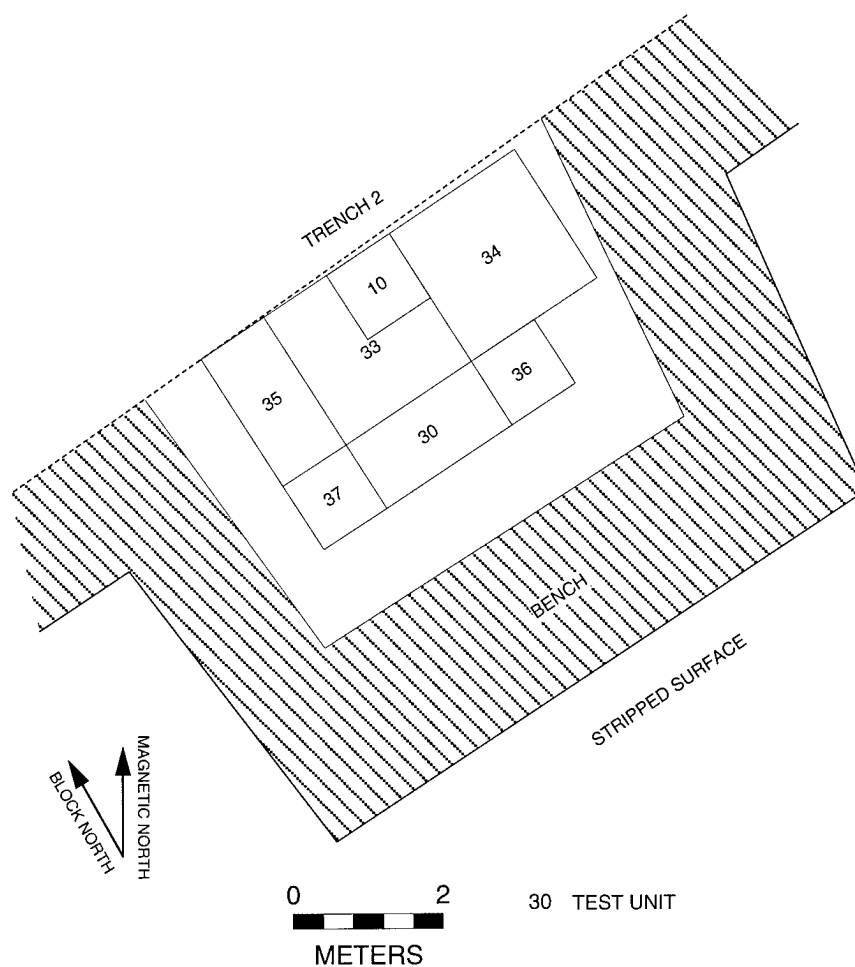 TRENCH 2
34
10
33
36
35
30
37
BENCH
STRIPPED SURFACE
MAGNETIC NORTH
BLOCK NORTH
0 2
30 TEST UNIT
METERS